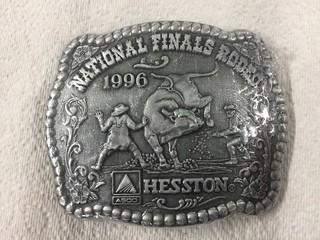 NATIONAL FINALS RODEO
1996
HESSTON®
AGCO